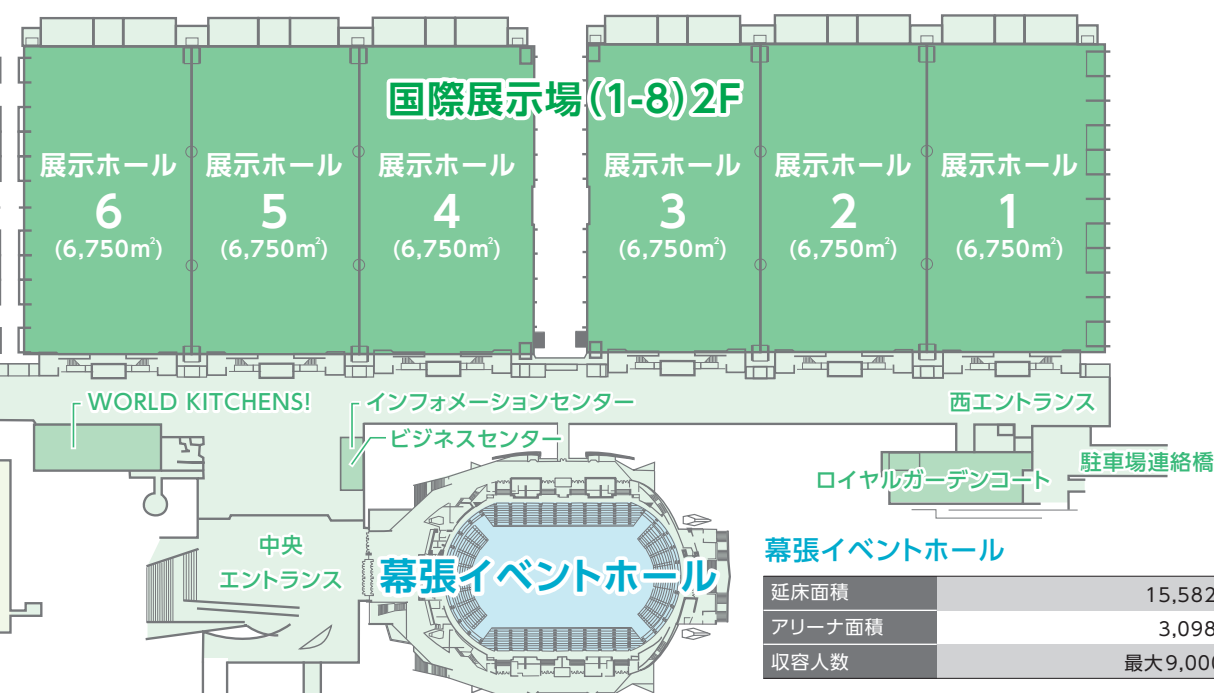 国際展示場(1-8)2F
展示ホール
6
(6,750m²)
展示ホール
5
(6,750m²)
展示ホール
4
(6,750m²)
展示ホール
3
(6,750m²)
展示ホール
2
(6,750m²)
展示ホール
1
(6,750m²)
WORLD KITCHENS!
インフォメーションセンター
ビジネスセンター
西エントランス
ロイヤルガーデンコート
駐車場連絡橋
中央
エントランス
幕張イベントホール
幕張イベントホール
延床面積 15,582
アリーナ面積 3,098
収容人数 最大9,000